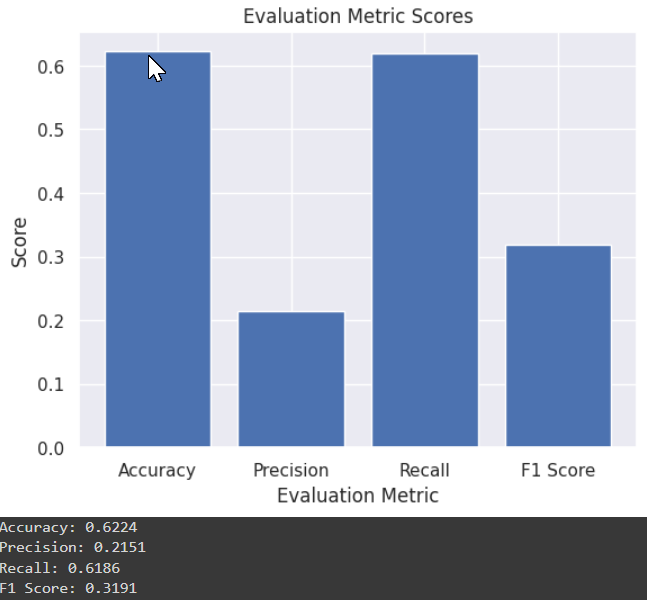 Evaluation Metric Scores
0.6
0.5
0.4
0.3
0.2
0.1
0.0
Score
Accuracy Precision Recall F1 Score
Evaluation Metric
Accuracy: 0.6224
Precision: 0.2151
Recall: 0.6186
F1 Score: 0.3191